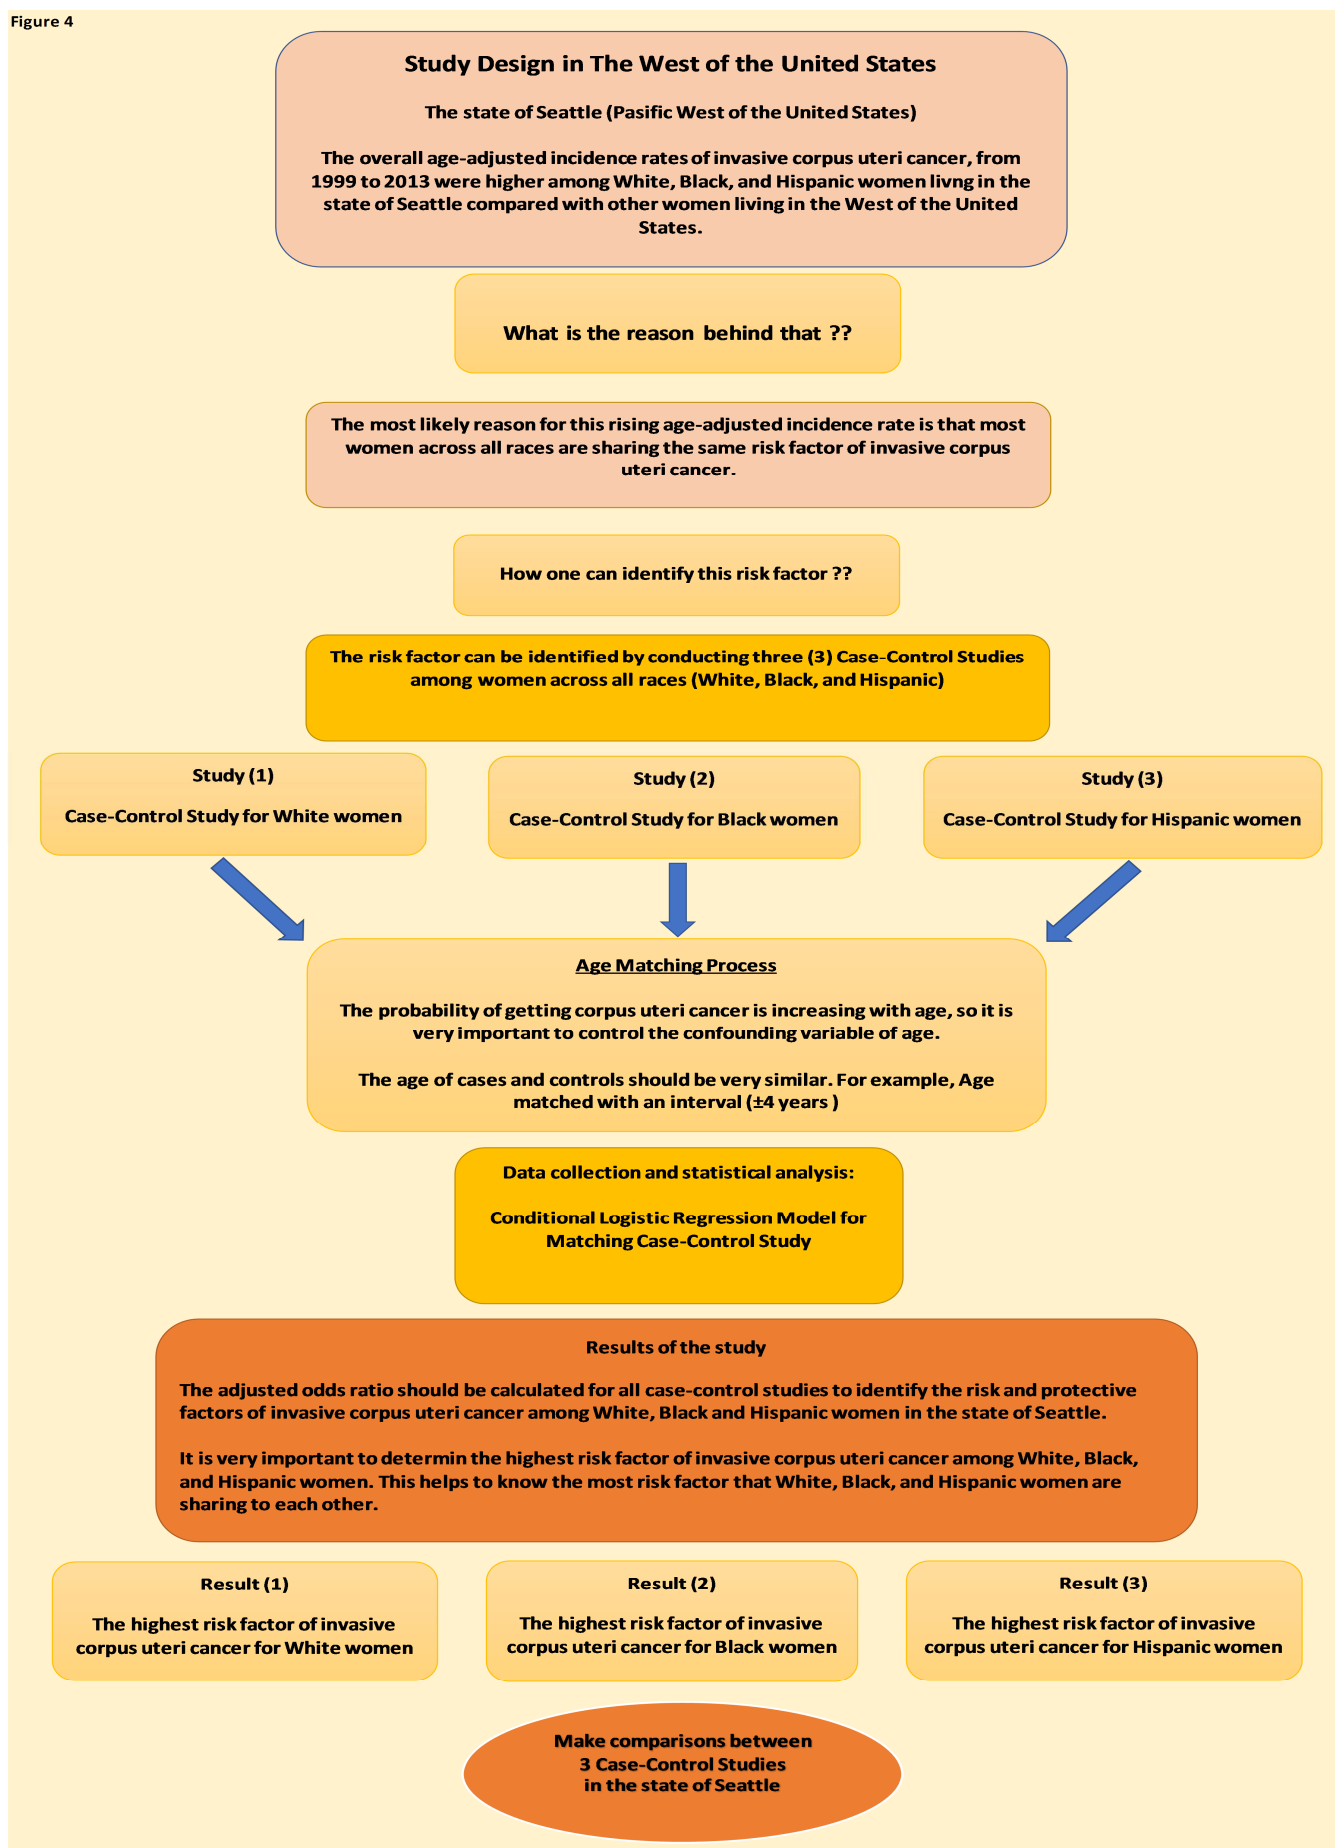 Figure 4
Study Design in The West of the United States
The state of Seattle (Pasific West of the United States)
The overall age-adjusted incidence rates of invasive corpus uteri cancer, from
1999 to 2013 were higher among White, Black, and Hispanic women livng in the
state of Seattle compared with other women living in the West of the United
States.
What is the reason behind that ??
The most likely reason for this rising age-adjusted incidence rate is that most
women across all races are sharing the same risk factor of invasive corpus
uteri cancer.
How one can identify this risk factor ??
The risk factor can be identified by conducting three (3) Case-Control Studies
among women across all races (White, Black, and Hispanic)
Study (1)
Case-Control Study for White women
Study (2)
Case-Control Study for Black women
Study (3)
Case-Control Study for Hispanic women
Age Matching Process
The probability of getting corpus uteri cancer is increasing with age, so it is
very important to control the confounding variable of age.
The age of cases and controls should be very similar. For example, Age
matched with an interval (±4 years )
Data collection and statistical analysis:
Conditional Logistic Regression Model for
Matching Case-Control Study
Results of the study
The adjusted odds ratio should be calculated for all case-control studies to identify the risk and protective
factors of invasive corpus uteri cancer among White, Black and Hispanic women in the state of Seattle.
It is very important to determin the highest risk factor of invasive corpus uteri cancer among White, Black,
and Hispanic women. This helps to know the most risk factor that White, Black, and Hispanic women are
sharing to each other.
Result (1)
The highest risk factor of invasive
corpus uteri cancer for White women
Result (2)
The highest risk factor of invasive
corpus uteri cancer for Black women
Result (3)
The highest risk factor of invasive
corpus uteri cancer for Hispanic women
Make comparisons between
3 Case-Control Studies
in the state of Seattle